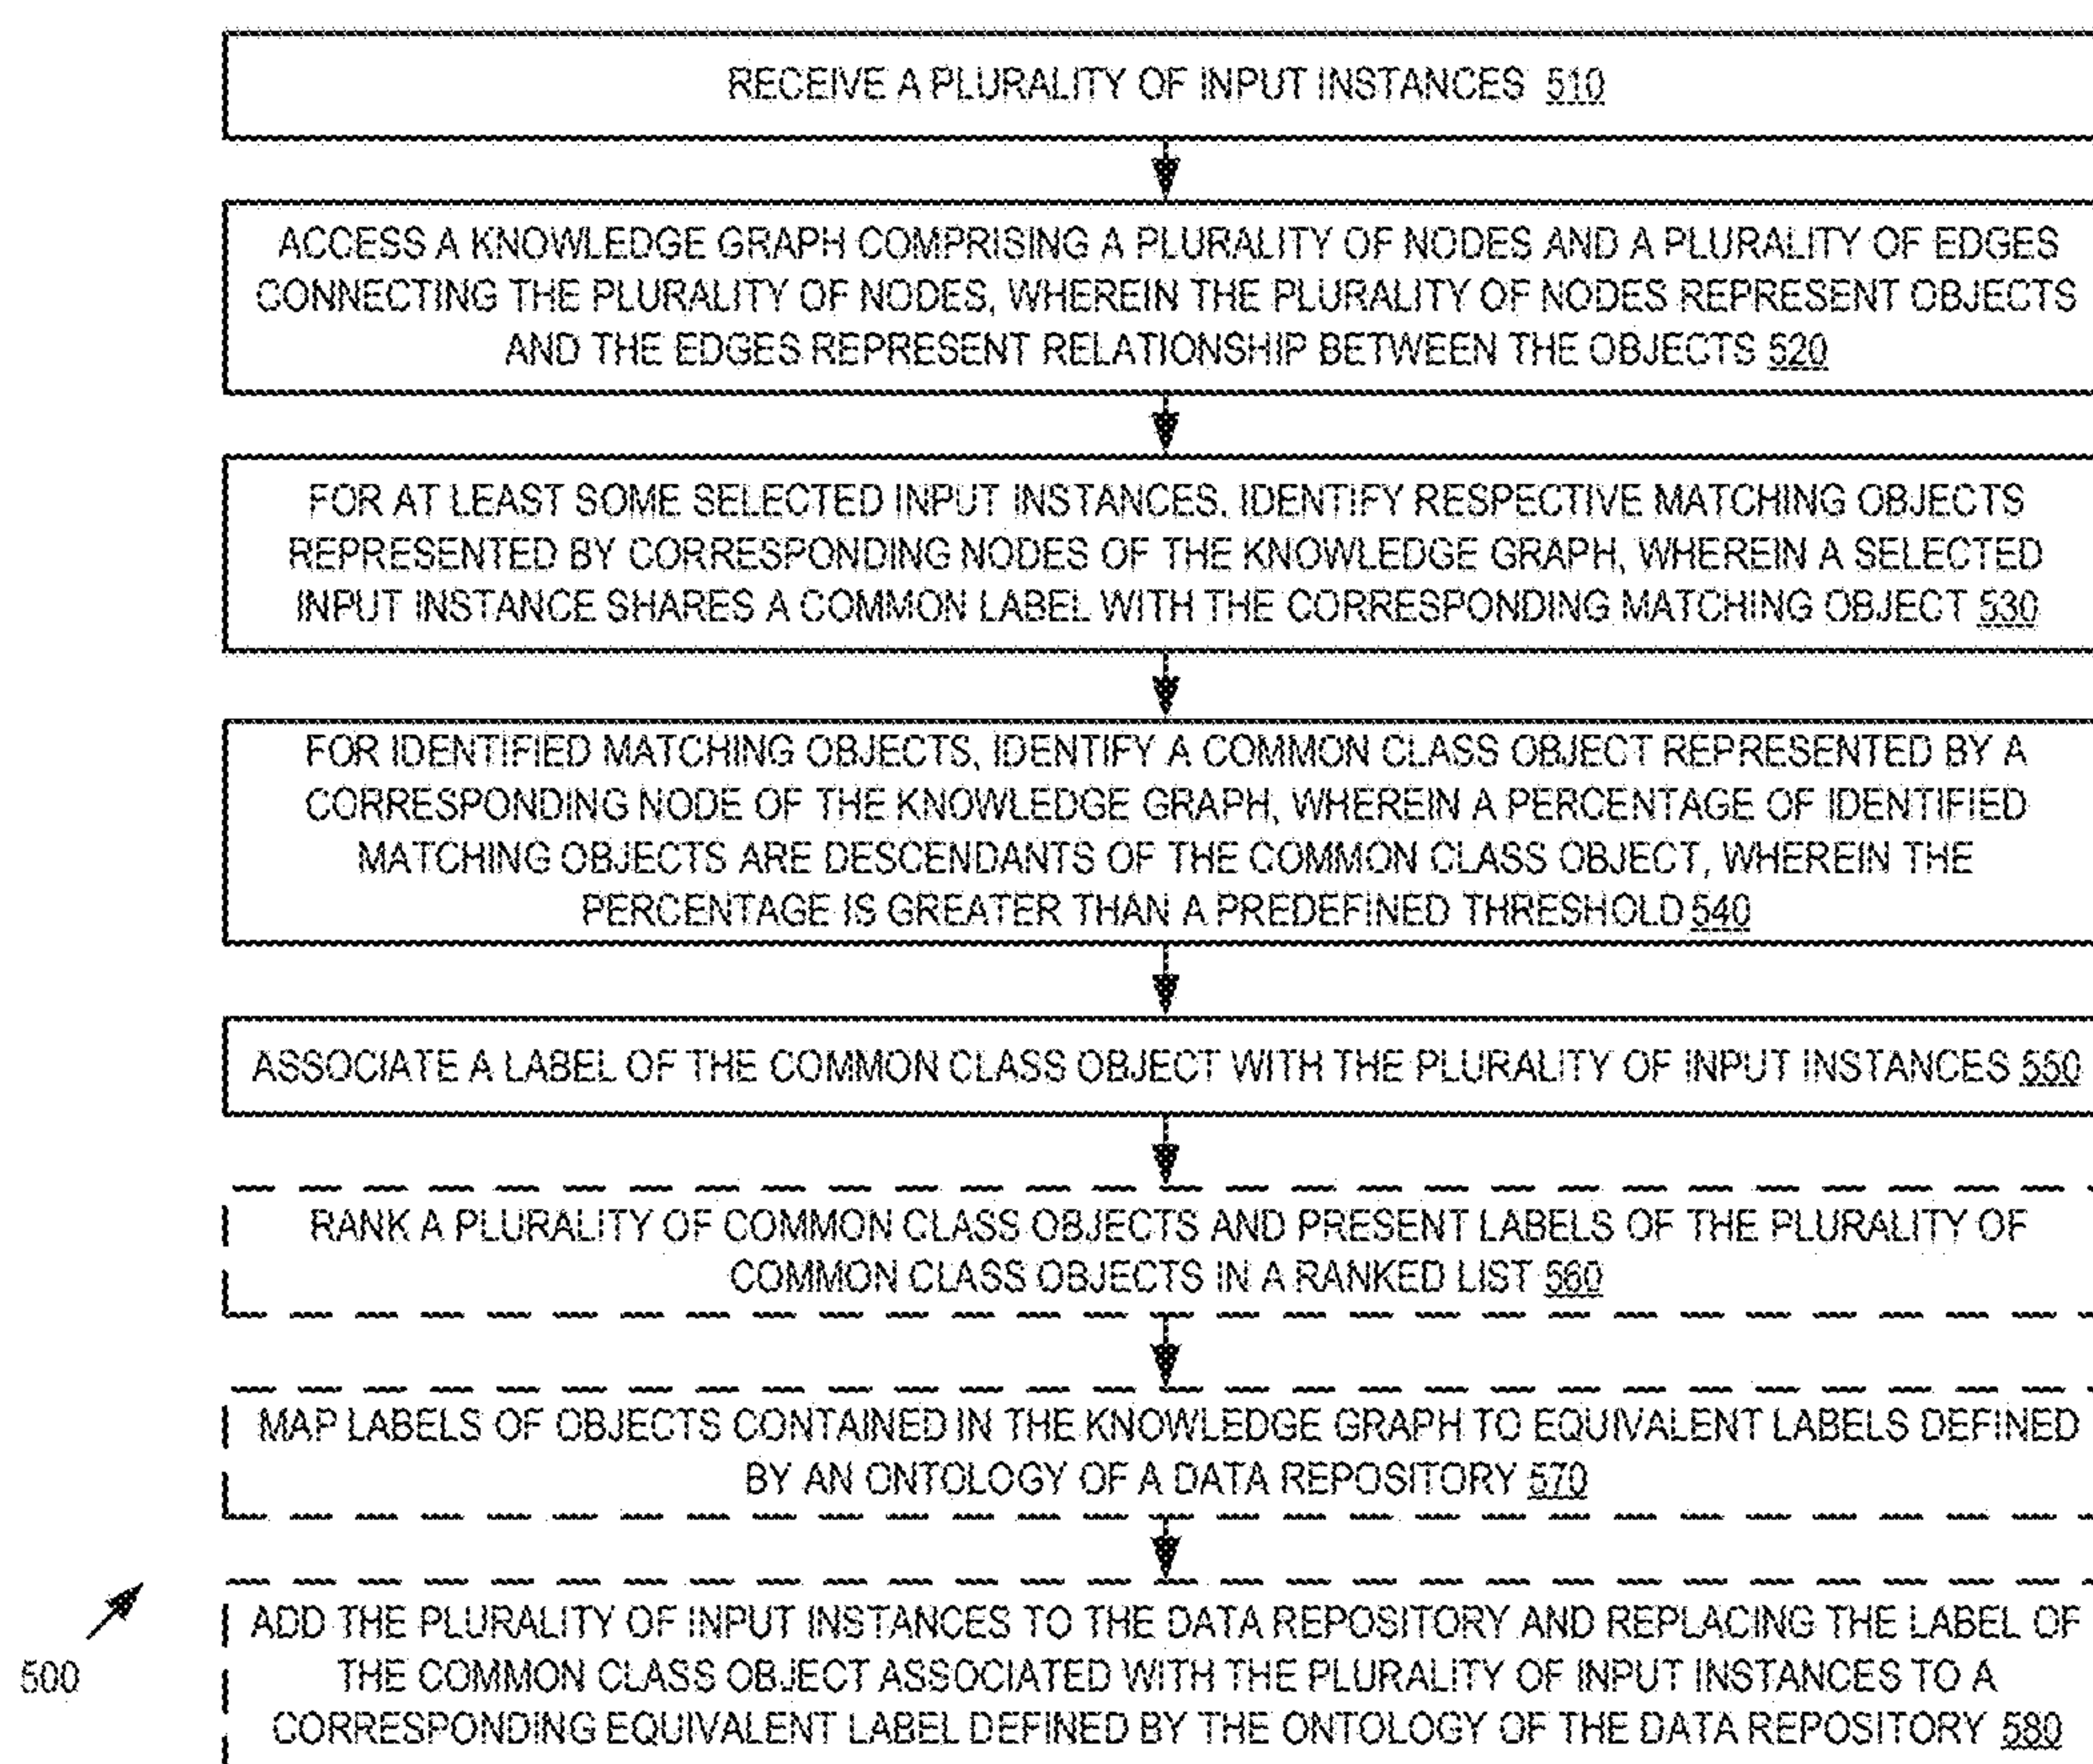 RECEIVE A PLURALITY OF INPUT INSTANCES 510
ACCESS A KNOWLEDGE GRAPH COMPRISING A PLURALITY OF NODES AND A PLURALITY OF EDGES
CONNECTING THE PLURALITY OF NODES, WHEREIN THE PLURALITY OF NODES REPRESENT OBJECTS
AND THE EDGES REPRESENT RELATIONSHIP BETWEEN THE OBJECTS 520
FOR AT LEAST SOME SELECTED INPUT INSTANCES, IDENTIFY RESPECTIVE MATCHING OBJECTS
REPRESENTED BY CORRESPONDING NODES OF THE KNOWLEDGE GRAPH, WHEREIN A SELECTED
INPUT INSTANCE SHARES A COMMON LABEL WITH THE CORRESPONDING MATCHING OBJECT 530
FOR IDENTIFIED MATCHING OBJECTS, IDENTIFY A COMMON CLASS OBJECT REPRESENTED BY A
CORRESPONDING NODE OF THE KNOWLEDGE GRAPH, WHEREIN A PERCENTAGE OF IDENTIFIED
MATCHING OBJECTS ARE DESCENDANTS OF THE COMMON CLASS OBJECT, WHEREIN THE
PERCENTAGE IS GREATER THAN A PREDEFINED THRESHOLD 540
ASSOCIATE A LABEL OF THE COMMON CLASS OBJECT WITH THE PLURALITY OF INPUT INSTANCES 550
RANK A PLURALITY OF COMMON CLASS OBJECTS AND PRESENT LABELS OF THE PLURALITY OF
COMMON CLASS OBJECTS IN A RANKED LIST 560
MAP LABELS OF OBJECTS CONTAINED IN THE KNOWLEDGE GRAPH TO EQUIVALENT LABELS DEFINED
BY AN ONTOLOGY OF A DATA REPOSITORY 570
ADD THE PLURALITY OF INPUT INSTANCES TO THE DATA REPOSITORY AND REPLACING THE LABEL OF
THE COMMON CLASS OBJECT ASSOCIATED WITH THE PLURALITY OF INPUT INSTANCES TO A
CORRESPONDING EQUIVALENT LABEL DEFINED BY THE ONTOLOGY OF THE DATA REPOSITORY 580
500